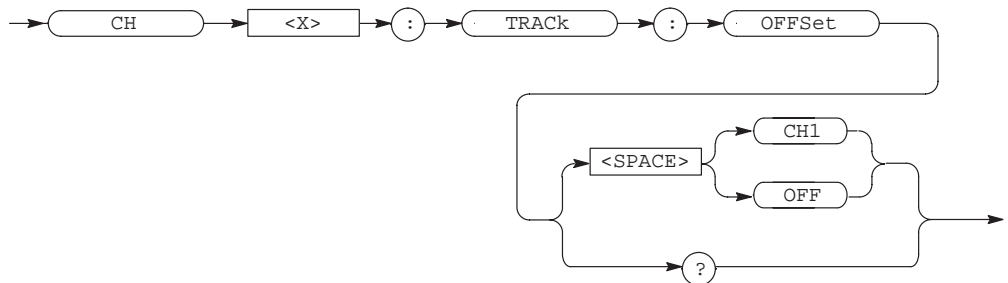 CH <X> : TRACk : OFFSet
<SPACE> CH1
OFF
?